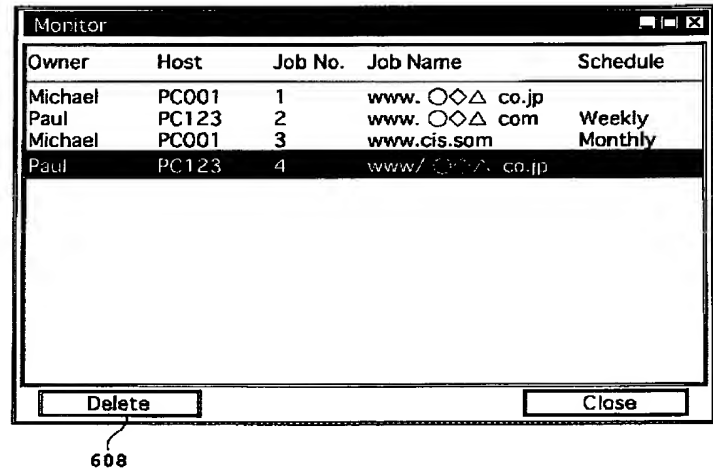 Monitor
Owner Host Job No. Job Name Schedule
Michael PC001 1 www. ○◇△ co.jp
Paul PC123 2 www. ○◇△ com Weekly
Michael PC001 3 www.cis.sam Monthly
Paul PC123 4 www/ ○◇△ co.jp
Delete Close
608